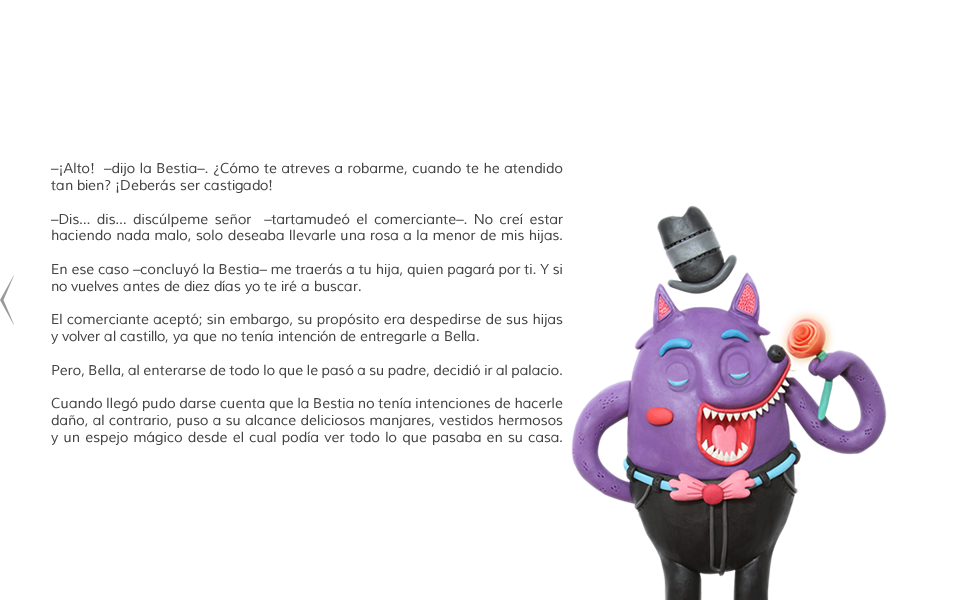 –¡Alto!  –dijo la Bestia–. ¿Cómo te atreves a robarme, cuando te he atendido
tan bien? ¡Deberás ser castigado!
–Dis... dis... discúlpeme señor  –tartamudeó el comerciante–. No creí estar
haciendo nada malo, solo deseaba llevarle una rosa a la menor de mis hijas.
En ese caso –concluyó la Bestia– me traerás a tu hija, quien pagará por ti. Y si
no vuelves antes de diez días yo te iré a buscar.
El comerciante aceptó; sin embargo, su propósito era despedirse de sus hijas
y volver al castillo, ya que no tenía intención de entregarle a Bella.
Pero, Bella, al enterarse de todo lo que le pasó a su padre, decidió ir al palacio.
Cuando llegó pudo darse cuenta que la Bestia no tenía intenciones de hacerle
daño, al contrario, puso a su alcance deliciosos manjares, vestidos hermosos
y un espejo mágico desde el cual podía ver todo lo que pasaba en su casa.